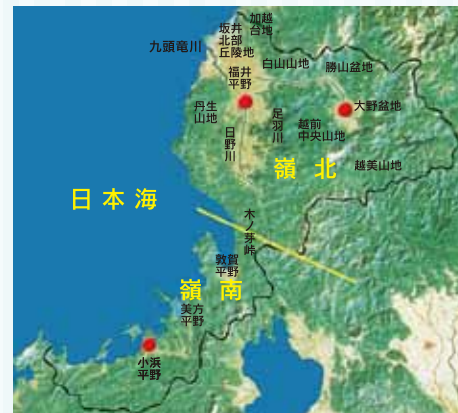 加越
台地
坂井
北部
丘陵地
九頭竜川
白山山地
勝山盆地
福井
平野
大野盆地
丹生
山地
足羽川
越前
中央山地
日野川
嶺北
越美山地
日本海
木ノ芽峠
敦賀
平野
嶺南
美方
平野
小浜
平野